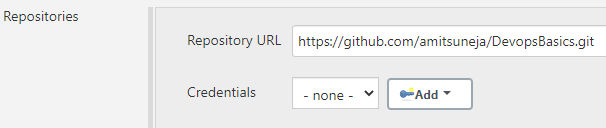 Repositories
Repository URL https://github.com/amitsuneja/DevopsBasics.git
Credentials - none - Add